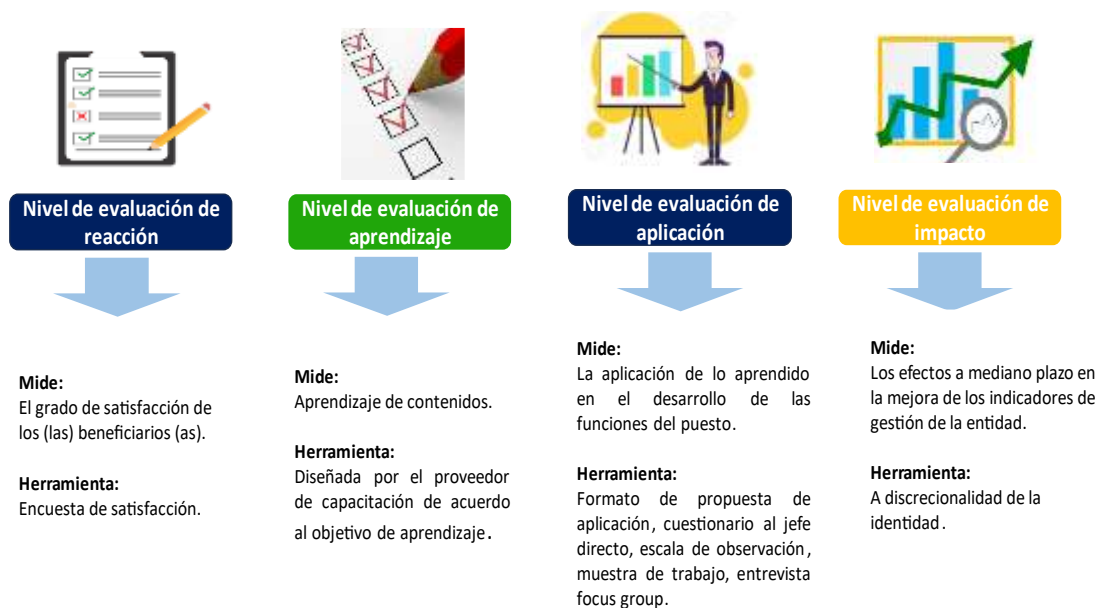 Nivel de evaluación de
reacción
Mide:
El grado de satisfacción de
los (las) beneficiarios (as).
Herramienta:
Encuesta de satisfacción.
Nivel de evaluación de
aprendizaje
Mide:
Aprendizaje de contenidos.
Herramienta:
Diseñada por el proveedor
de capacitación de acuerdo
al objetivo de aprendizaje.
Nivel de evaluación de
aplicación
Mide:
La aplicación de lo aprendido
en el desarrollo de las
funciones del puesto.
Herramienta:
Formato de propuesta de
aplicación, cuestionario al jefe
directo, escala de observación,
muestra de trabajo, entrevista
focus group.
Nivel de evaluación de
impacto
Mide:
Los efectos a mediano plazo en
la mejora de los indicadores de
gestión de la entidad.
Herramienta:
A discrecionalidad de la
identidad.